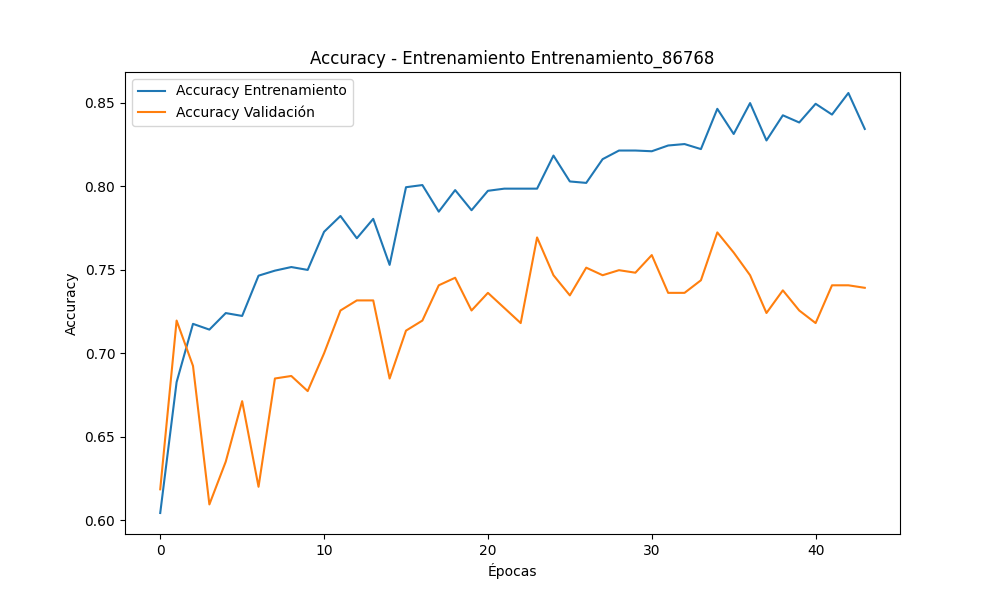 Accuracy - Entrenamiento Entrenamiento_86768
Accuracy Entrenamiento
Accuracy Validación
Accuracy
0.85
0.80
0.75
0.70
0.65
0.60
0 10 20 30 40
Épocas